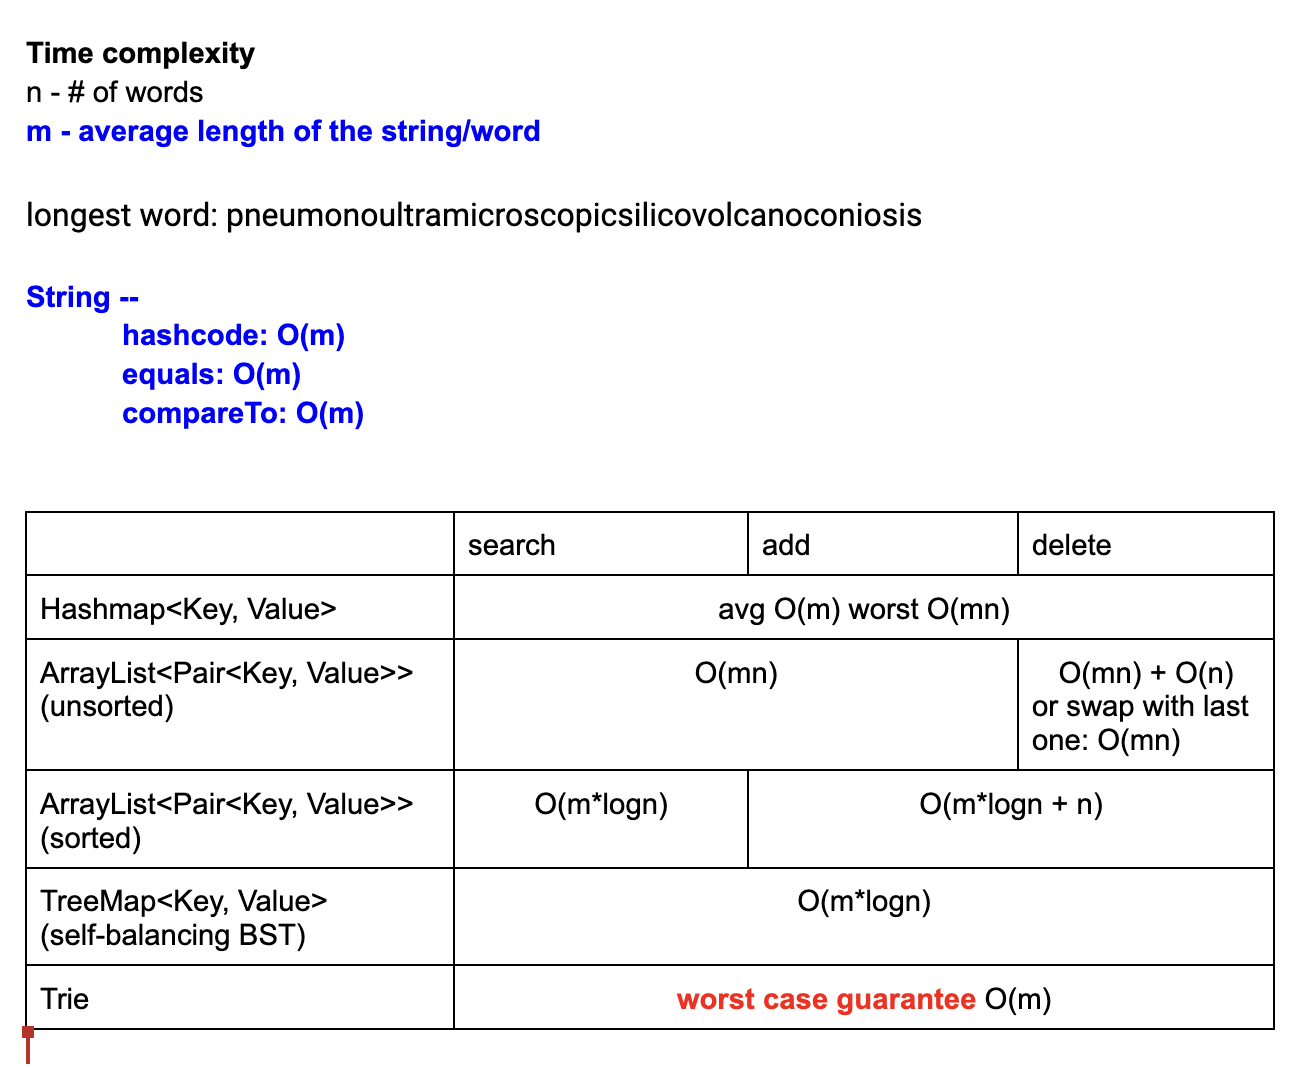 Time complexity
n - # of words
m - average length of the string/word
longest word: pneumonoultramicroscopicsilicovolcanoconiosis
String --
hashcode: O(m)
equals: O(m)
compareTo: O(m)
search add delete
Hashmap<Key, Value> avg O(m) worst O(mn)
ArrayList<Pair<Key, Value>> O(mn) O(mn) + O(n)
(unsorted) or swap with last
one: O(mn)
ArrayList<Pair<Key, Value>> O(m*logn) O(m*logn + n)
(sorted)
TreeMap<Key, Value> O(m*logn)
(self-balancing BST)
Trie worst case guarantee O(m)